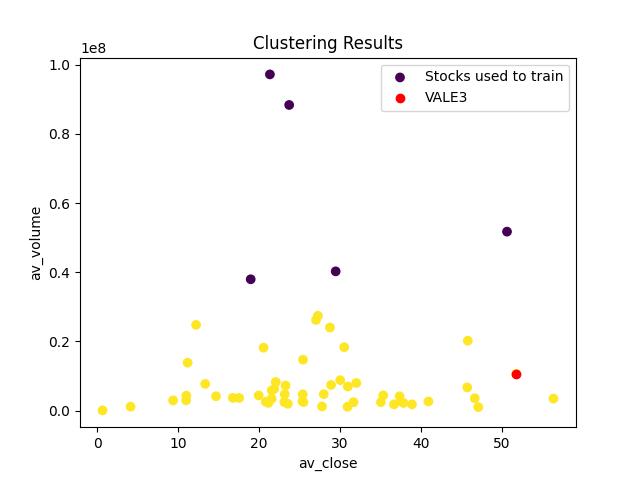 Clustering Results
1e8
Stocks used to train
VALE3
1.0
0.8
0.6
0.4
0.2
0.0
av_volume
0
10
20
30
40
50
av_close